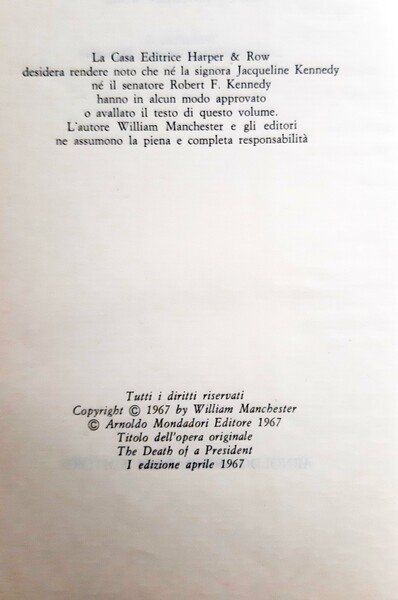 La Casa Editrice Harper & Row
desidera rendere noto che né la signora Jacqueline Kennedy
né il senatore Robert F. Kennedy
hanno in alcun modo approvato
o avallato il testo di questo volume.
L'autore William Manchester e gli editori
ne assumono la piena e completa responsabilità
Tutti i diritti riservati
Copyright © 1967 by William Manchester
© Arnoldo Mondadori Editore 1967
Titolo dell'opera originale
The Death of a President
I edizione aprile 1967